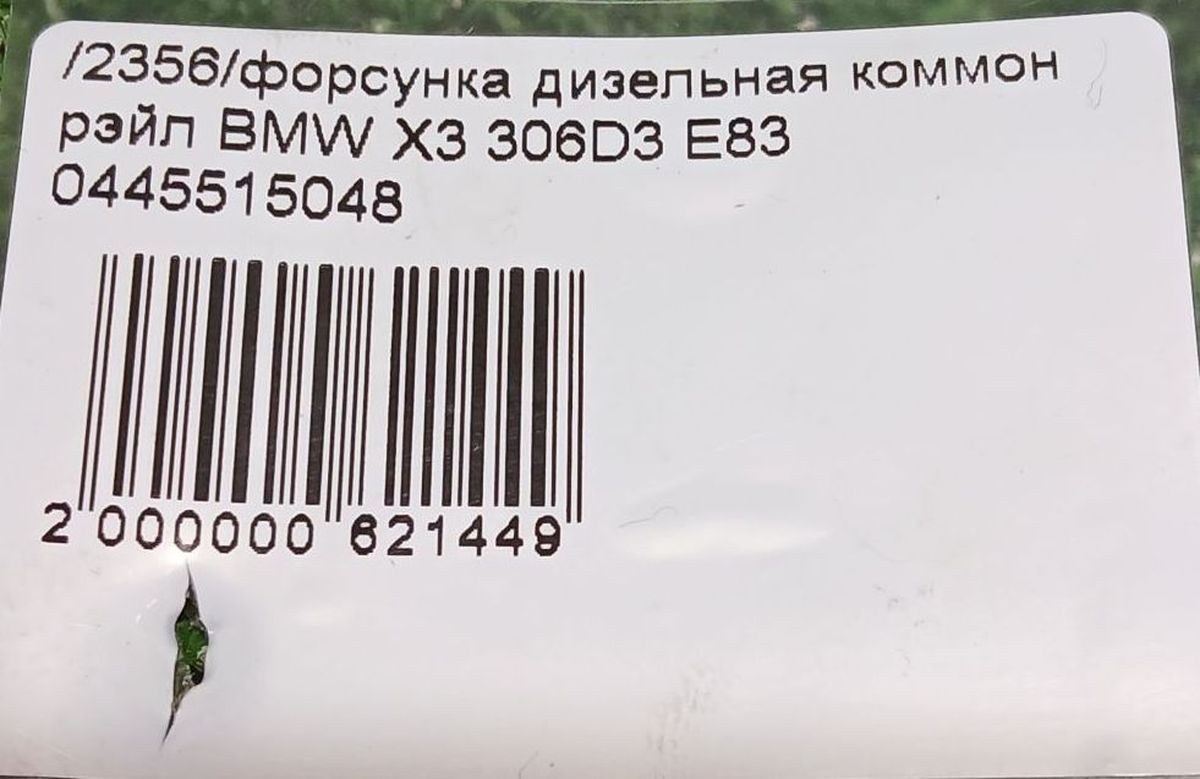 /2356/форсунка дизельная коммон
рэйл BMW X3 306D3 E83
0445515048
2 000000 621449